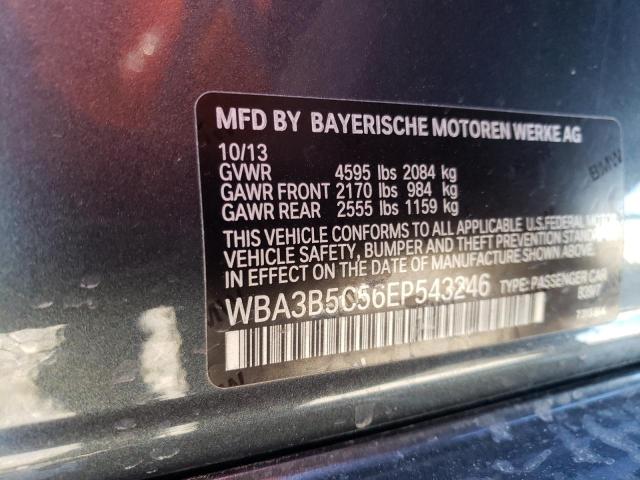 MFD BY BAYERISCHE MOTOREN WERKE AG
10/13
GVWR 4595 lbs 2084 kg
GAWR FRONT 2170 lbs 984 kg
GAWR REAR 2555 lbs 1159 kg
THIS VEHICLE CONFORMS TO ALL APPLICABLE U.S.FEDERAL MOTOR
VEHICLE SAFETY, BUMPER AND THEFT PREVENTION STANDARDS
IN EFFECT ON THE DATE OF MANUFACTURE SHOWN ABOVE.
WBA3B5C56EP543246 TYPE: PASSENGER CAR
BMW